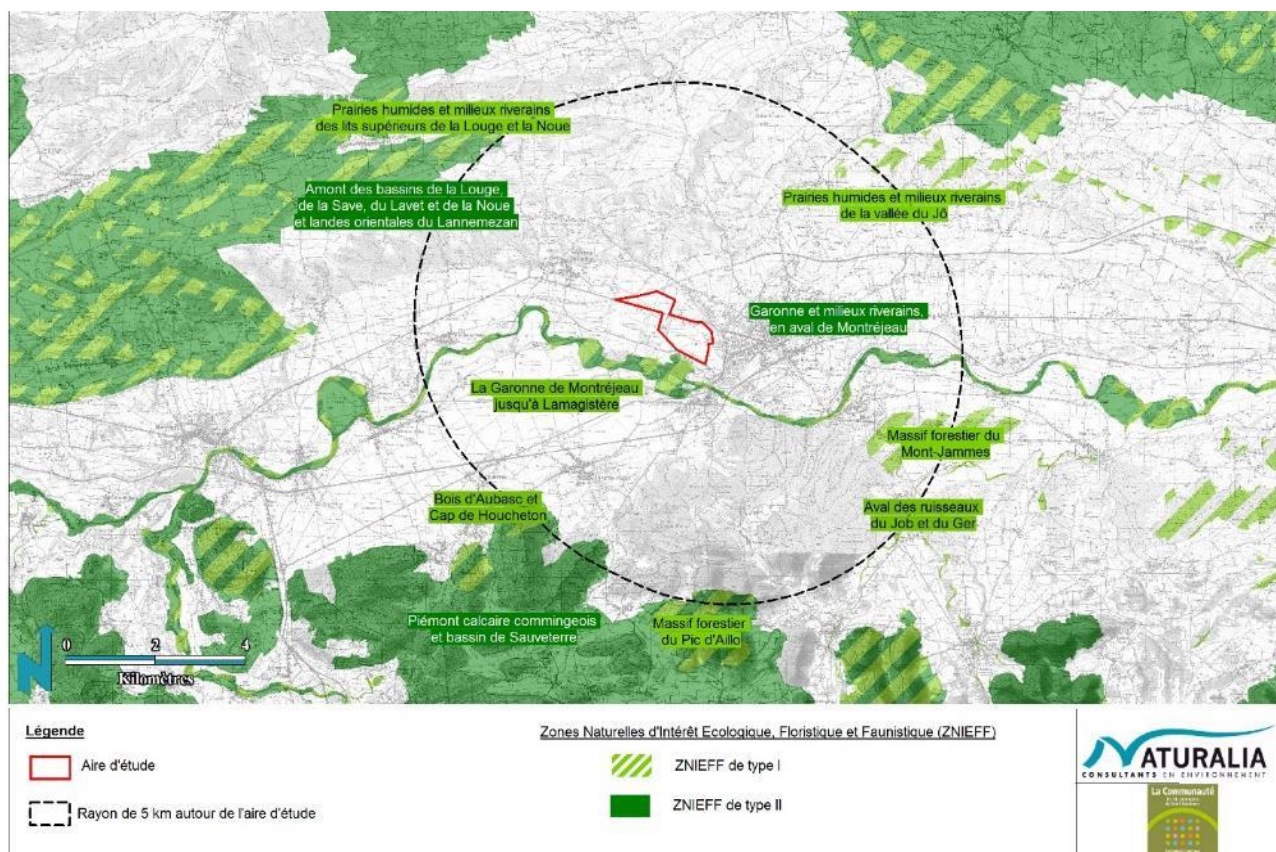 Prairies humides et milieux riverains
des lits supérieurs de la Louge et la Noue
Amont des bassins de la Louge,
de la Save, du Lavet et de la Noue
et landes orientales du Lannemezan
Prairies humides et milieux riverains
de la vallée du Jô
Garonne et milieux riverains,
en aval de Montréjeau
La Garonne de Montréjeau
jusqu'à Lamagistère
Massif forestier du
Mont-Jammes
Bois d'Aubasc et
Cap de Houcheton
Aval des ruisseaux
du Job et du Ger
Piémont calcaire commingeois
et bassin de Sauveterre
Massif forestier
du Pic d'Aillo
N
0 2 4
Kilomètres
Légende
Aire d'étude
Rayon de 5 km autour de l'aire d'étude
Zones Naturelles d'Intérêt Ecologique, Floristique et Faunistique (ZNIEFF)
ZNIEFF de type I
ZNIEFF de type II
NATURALIA
CONSULTANTS EN ENVIRONNEMENT
La Communauté